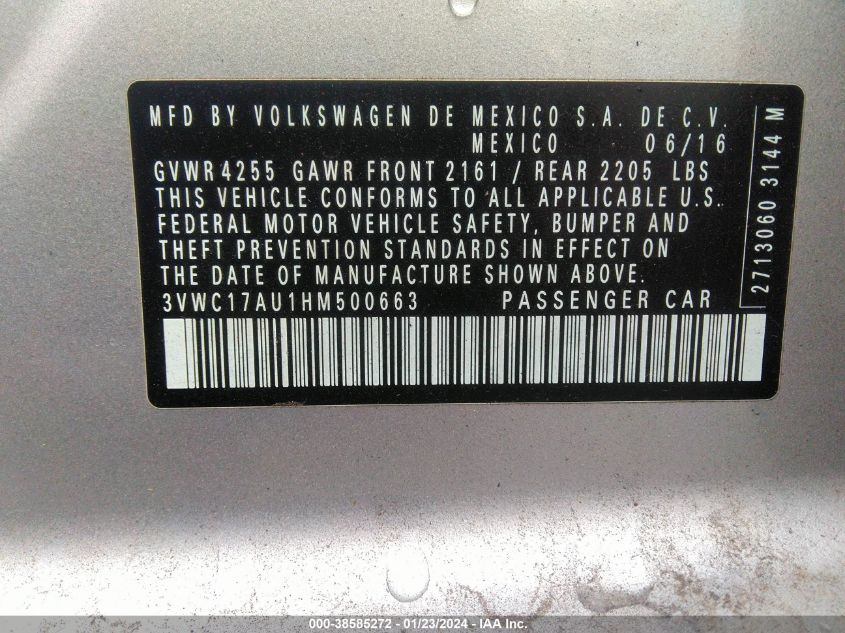 MFD BY VOLKSWAGEN DE MEXICO S.A. DE C.V.
MEXICO 06/16
GVWR 4255 GAWR FRONT 2161 / REAR 2205 LBS
THIS VEHICLE CONFORMS TO ALL APPLICABLE U.S.
FEDERAL MOTOR VEHICLE SAFETY, BUMPER AND
THEFT PREVENTION STANDARDS IN EFFECT ON
THE DATE OF MANUFACTURE SHOWN ABOVE.
3VWC17AU1HM500663 PASSENGER CAR
2713060 3144 M
000-38585272 - 01/23/2024 - IAA Inc.